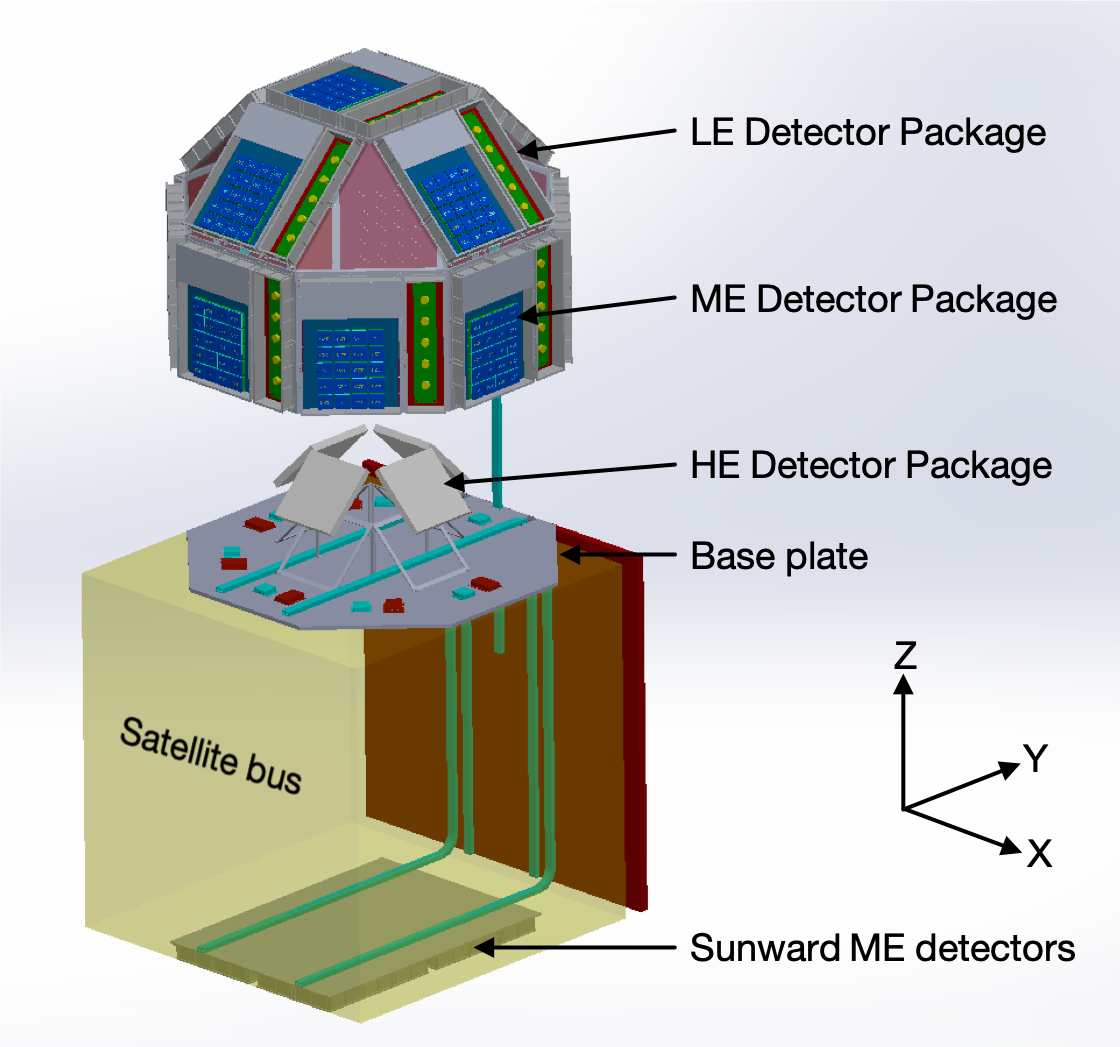 LE Detector Package
ME Detector Package
HE Detector Package
Base plate
Z
Y
X
Satellite bus
Sunward ME detectors